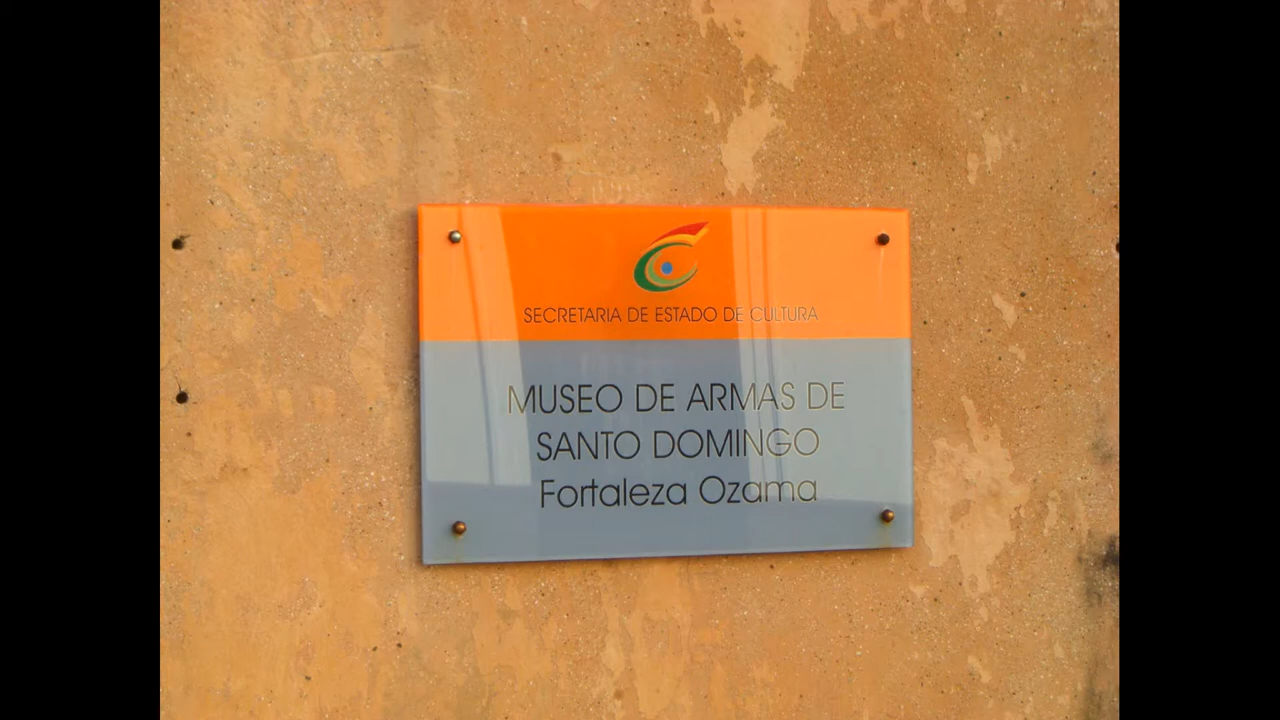 SECRETARIA DE ESTADO DE CULTURA
MUSEO DE ARMAS DE
SANTO DOMINGO
Fortaleza Ozama